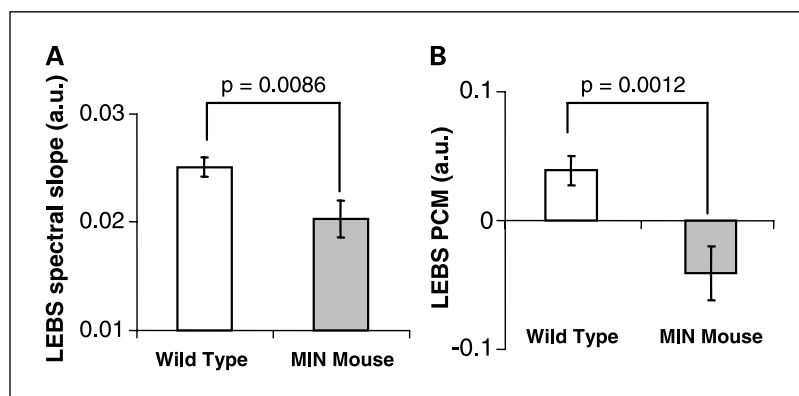 A
LEBS spectral slope (a.u.)
p = 0.0086
0.03
0.02
0.01
Wild Type
MIN Mouse
B
LEBS PCM (a.u.)
p = 0.0012
0.1
0
-0.1
Wild Type
MIN Mouse